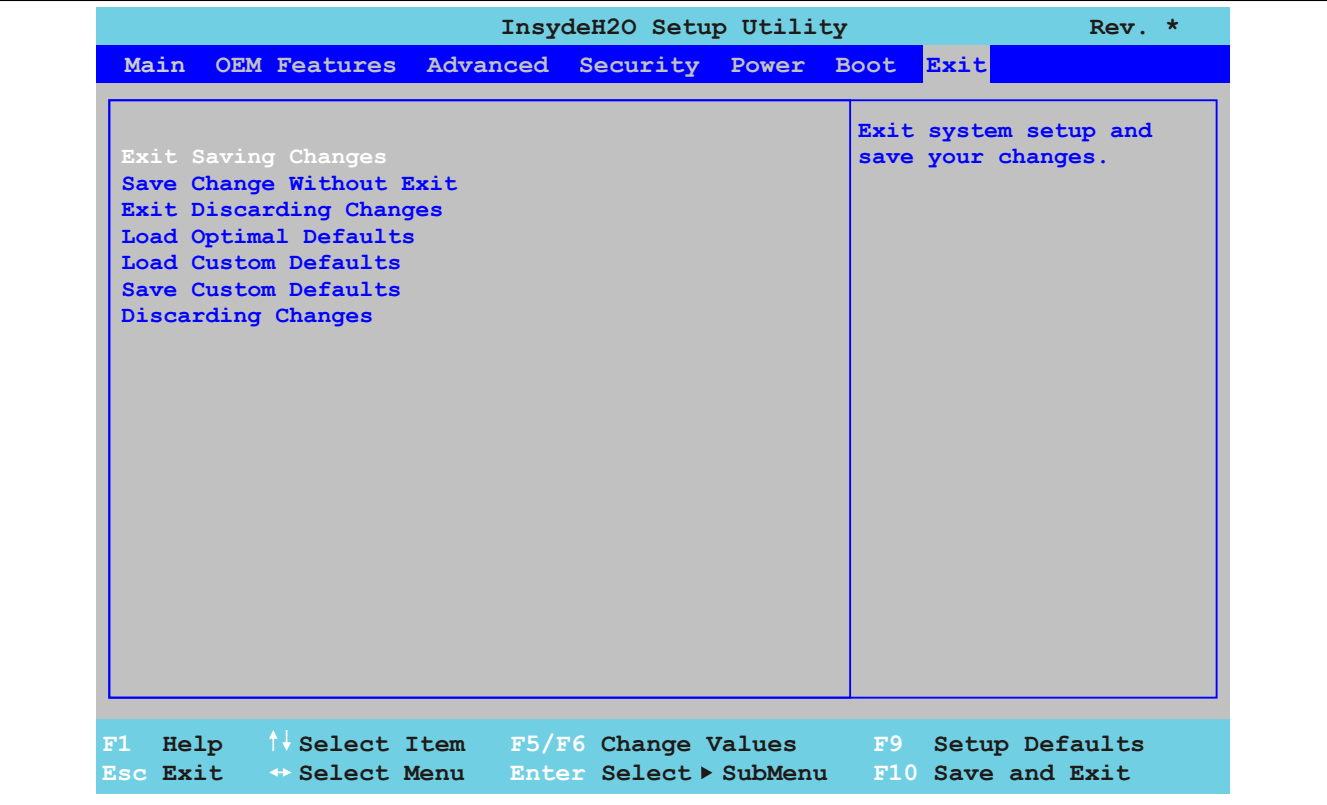 InsydeH2O Setup Utility Rev. *
Main OEM Features Advanced Security Power Boot Exit
Exit Saving Changes
Save Change Without Exit
Exit Discarding Changes
Load Optimal Defaults
Load Custom Defaults
Save Custom Defaults
Discarding Changes
Exit system setup and
save your changes.
F1 Help ↑↓ Select Item F5/F6 Change Values F9 Setup Defaults
Esc Exit ↔ Select Menu Enter Select ▶ SubMenu F10 Save and Exit